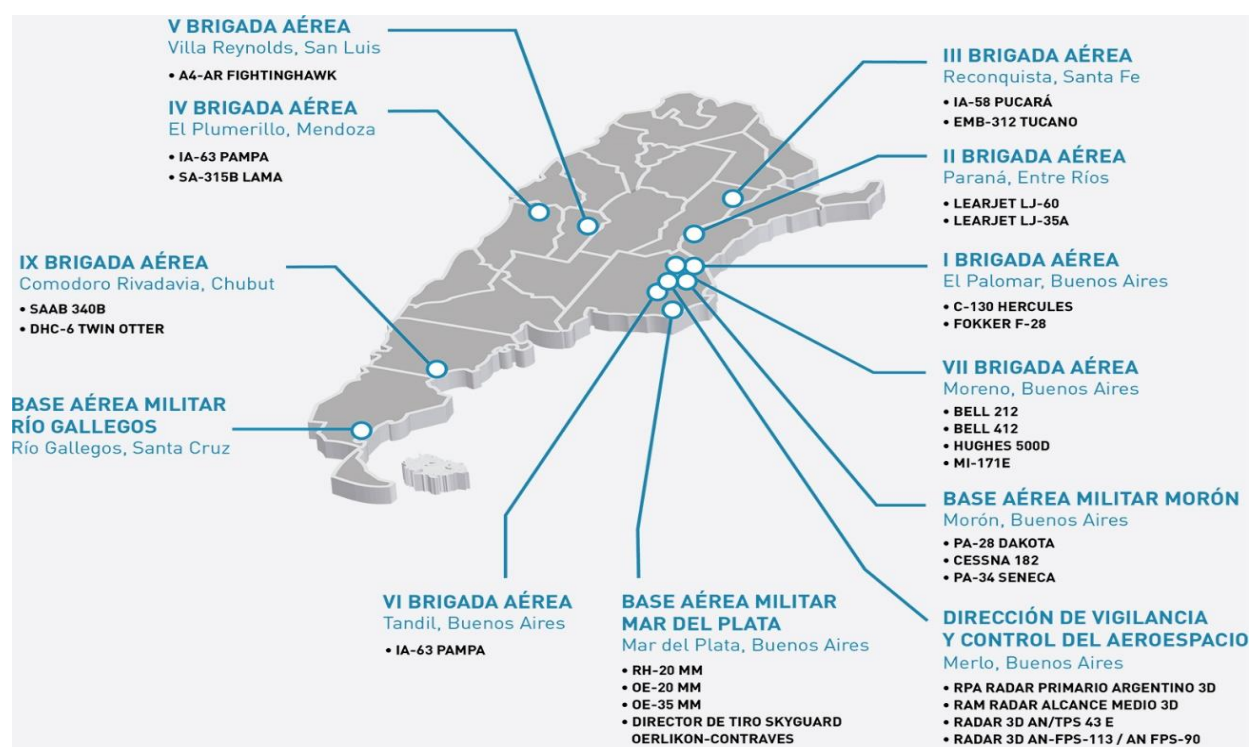 V BRIGADA AÉREA
Villa Reynolds, San Luis
• A4-AR FIGHTINGHAWK
IV BRIGADA AÉREA
El Plumerillo, Mendoza
• IA-63 PAMPA
• SA-315B LAMA
IX BRIGADA AÉREA
Comodoro Rivadavia, Chubut
• SAAB 340B
• DHC-6 TWIN OTTER
BASE AÉREA MILITAR
RÍO GALLEGOS
Río Gallegos, Santa Cruz
VI BRIGADA AÉREA
Tandil, Buenos Aires
• IA-63 PAMPA
BASE AÉREA MILITAR
MAR DEL PLATA
Mar del Plata, Buenos Aires
• RH-20 MM
• OE-20 MM
• OE-35 MM
• DIRECTOR DE TIRO SKYGUARD
OERLIKON-CONTRAVES
III BRIGADA AÉREA
Reconquista, Santa Fe
• IA-58 PUCARÁ
• EMB-312 TUCANO
II BRIGADA AÉREA
Paraná, Entre Ríos
• LEARJET LJ-60
• LEARJET LJ-35A
I BRIGADA AÉREA
El Palomar, Buenos Aires
• C-130 HERCULES
• FOKKER F-28
VII BRIGADA AÉREA
Moreno, Buenos Aires
• BELL 212
• BELL 412
• HUGHES 500D
• MI-171E
BASE AÉREA MILITAR MORÓN
Morón, Buenos Aires
• PA-28 DAKOTA
• CESSNA 182
• PA-34 SENECA
DIRECCIÓN DE VIGILANCIA
Y CONTROL DEL AEROESPACIO
Merlo, Buenos Aires
• RPA RADAR PRIMARIO ARGENTINO 3D
• RAM RADAR ALCANCE MEDIO 3D
• RADAR 3D AN/TPS 43 E
• RADAR 3D AN-FPS-113 / AN FPS-90